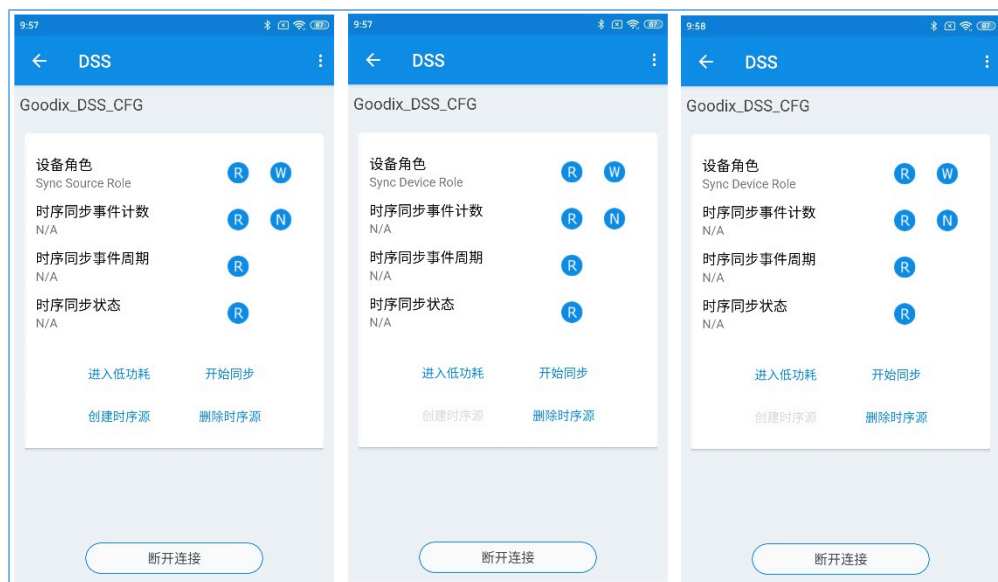 9:57
87
DSS
Goodix_DSS_CFG
设备角色
Sync Source Role
R W
时序同步事件计数
N/A
R N
时序同步事件周期
N/A
R
时序同步状态
N/A
R
进入低功耗 开始同步
创建时序源 删除时序源
断开连接
9:57
87
DSS
Goodix_DSS_CFG
设备角色
Sync Device Role
R W
时序同步事件计数
N/A
R N
时序同步事件周期
N/A
R
时序同步状态
N/A
R
进入低功耗 开始同步
创建时序源 删除时序源
断开连接
9:58
87
DSS
Goodix_DSS_CFG
设备角色
Sync Device Role
R W
时序同步事件计数
N/A
R N
时序同步事件周期
N/A
R
时序同步状态
N/A
R
进入低功耗 开始同步
创建时序源 删除时序源
断开连接